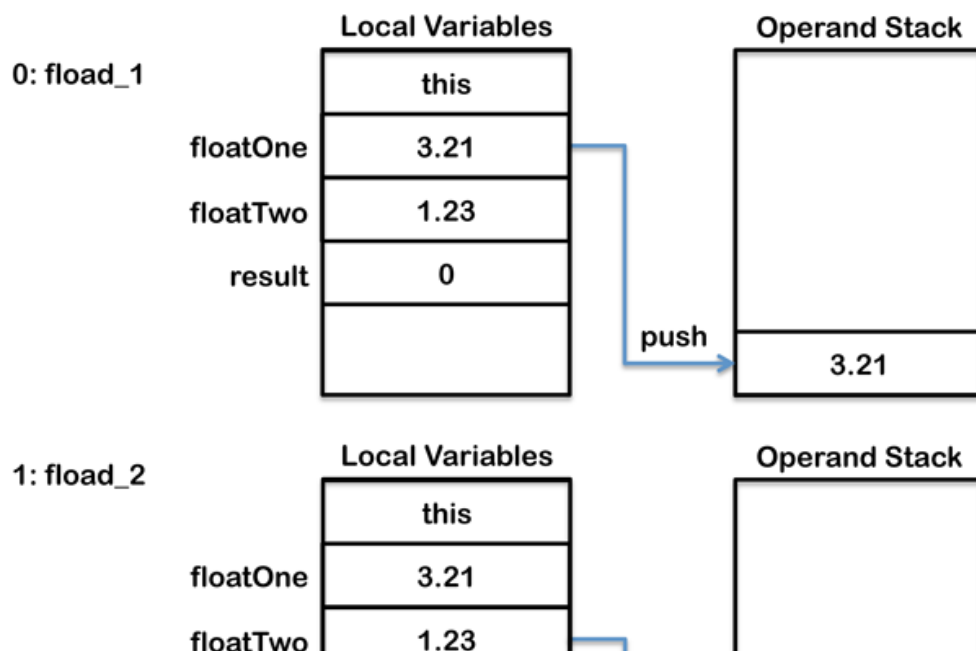 Local Variables
Operand Stack
0: fload_1
this
floatOne
3.21
floatTwo
1.23
result
0
push
3.21
Local Variables
Operand Stack
1: fload_2
this
floatOne
3.21
floatTwo
1.23